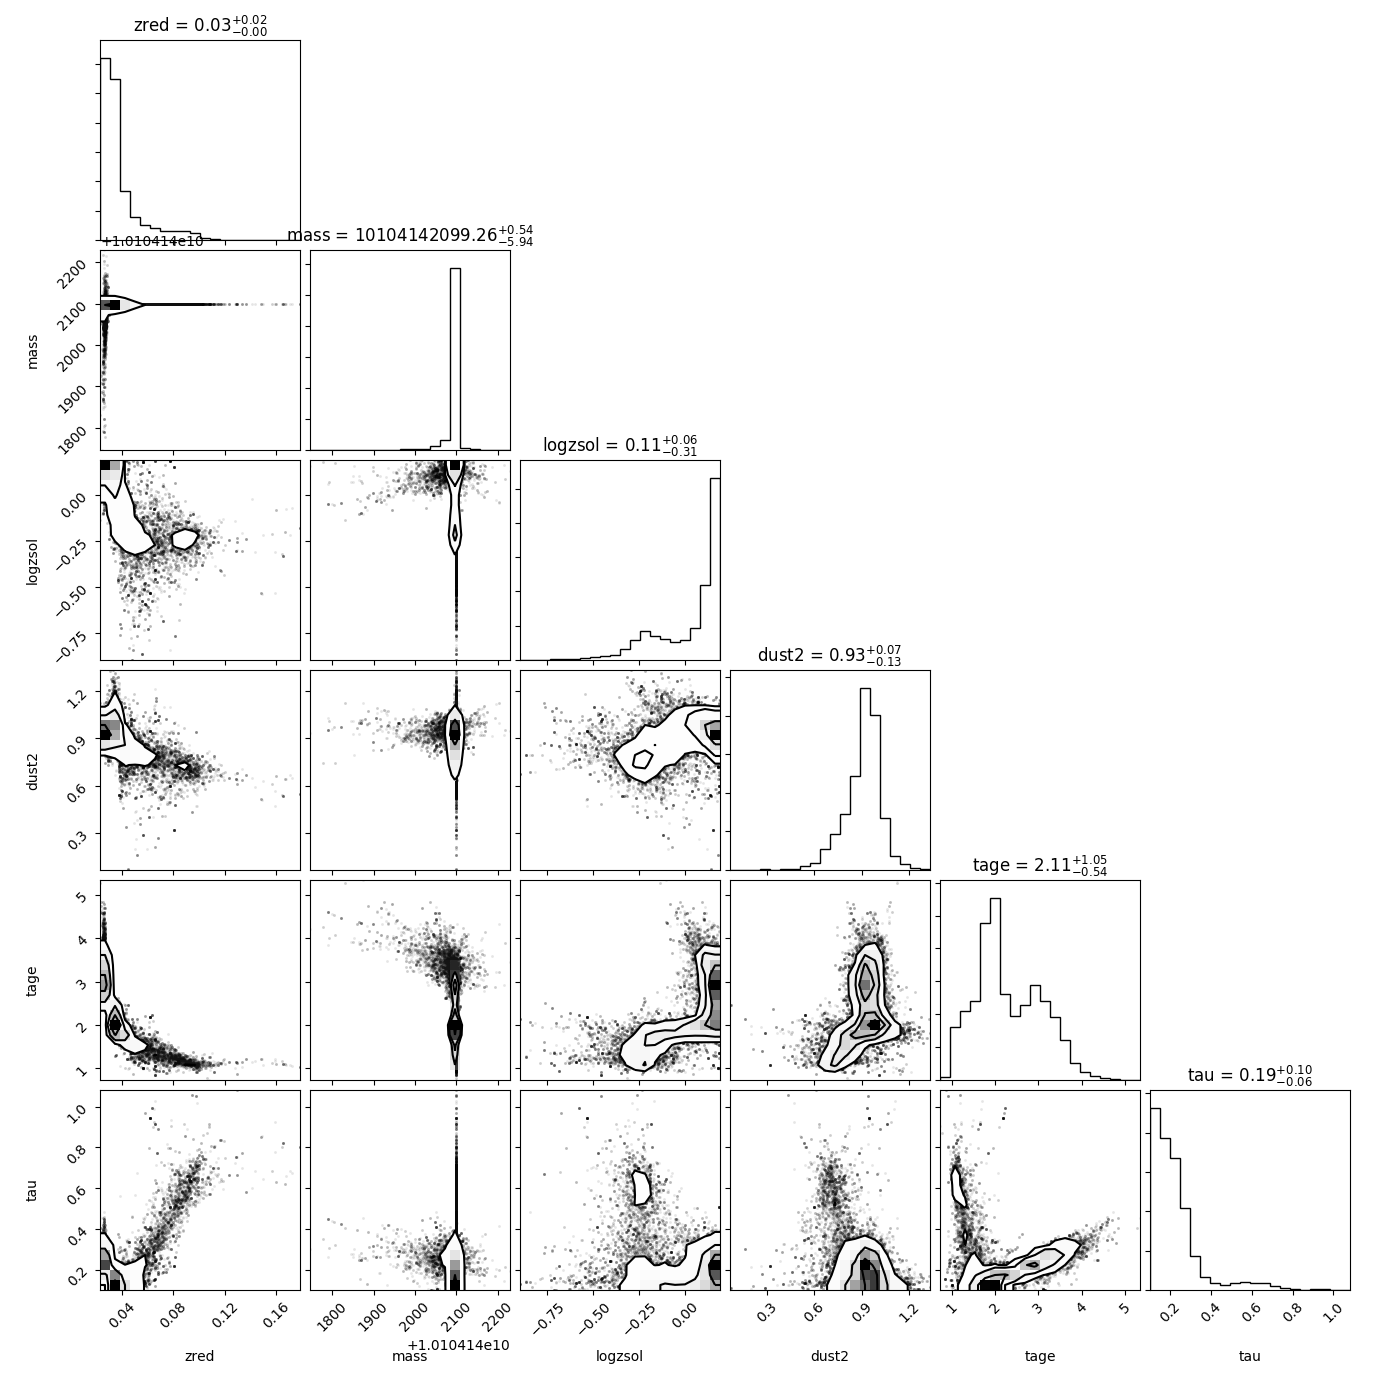 zred = 0.03+0.02−0.00
+1.010414e10
mass = 10104142099.26+0.54−5.94
2200
2100
2000
1900
1800
mass
logzsol = 0.11+0.06−0.31
0.00
−0.25
−0.50
−0.75
logzsol
dust2 = 0.93+0.07−0.13
1.2
0.9
0.6
0.3
dust2
tage = 2.11+1.05−0.54
5
4
3
2
1
tage
tau = 0.19+0.10−0.06
1.0
0.8
0.6
0.4
0.2
tau
0.04 0.08 0.12 0.16 1800 1900 2000 2100 2200 −0.75 −0.50 −0.25 0.00 0.3 0.6 0.9 1.2 1 2 3 4 5 0.2 0.4 0.6 0.8 1.0
+1.010414e10
zred mass logzsol dust2 tage tau